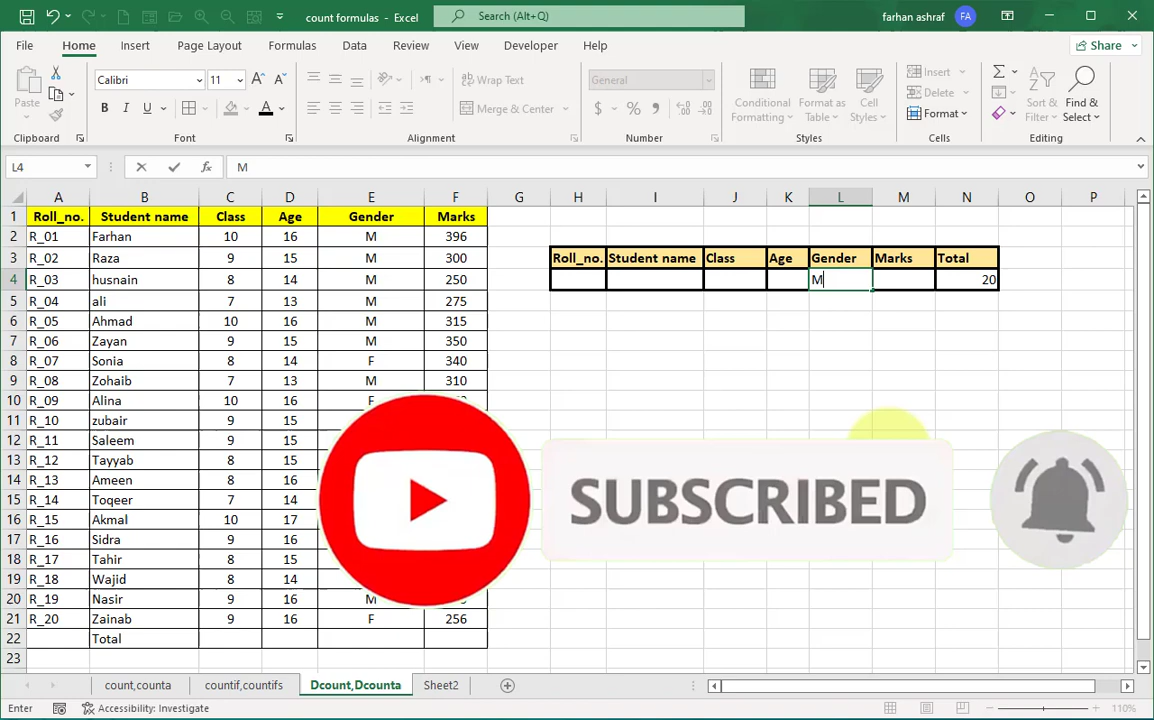 count formulas - Excel
Search (Alt+Q)
farhan ashraf
FA
File Home Insert Page Layout Formulas Data Review View Developer Help
Share
Paste
Calibri 11
B I U
Wrap Text
Merge & Center
General
Conditional Formatting
Format as Table
Cell Styles
Insert
Delete
Format
Sort & Filter
Find & Select
Clipboard Font Alignment Number Styles Cells Editing
L4 fx M
A B C D E F G H I J K L M N O P
1 Roll_no. Student name Class Age Gender Marks
2 R_01 Farhan 10 16 M 396
3 R_02 Raza 9 15 M 300 Roll_no. Student name Class Age Gender Marks Total
4 R_03 husnain 8 14 M 250 M 20
5 R_04 ali 7 13 M 275
6 R_05 Ahmad 10 16 M 315
7 R_06 Zayan 9 15 M 350
8 R_07 Sonia 8 14 F 340
9 R_08 Zohaib 7 13 M 310
10 R_09 Alina 10 16
11 R_10 zubair 9 15
12 R_11 Saleem 9 15
13 R_12 Tayyab 8 15
14 R_13 Ameen 8 16
15 R_14 Toqeer 7 14
16 R_15 Akmal 10 17
17 R_16 Sidra 9 16
18 R_17 Tahir 8 15
19 R_18 Wajid 8 14
20 R_19 Nasir 9 16 M
21 R_20 Zainab 9 16 F 256
22 Total
23
SUBSCRIBED
count,counta countif,countifs Dcount,Dcounta Sheet2
Enter Accessibility: Investigate 110%